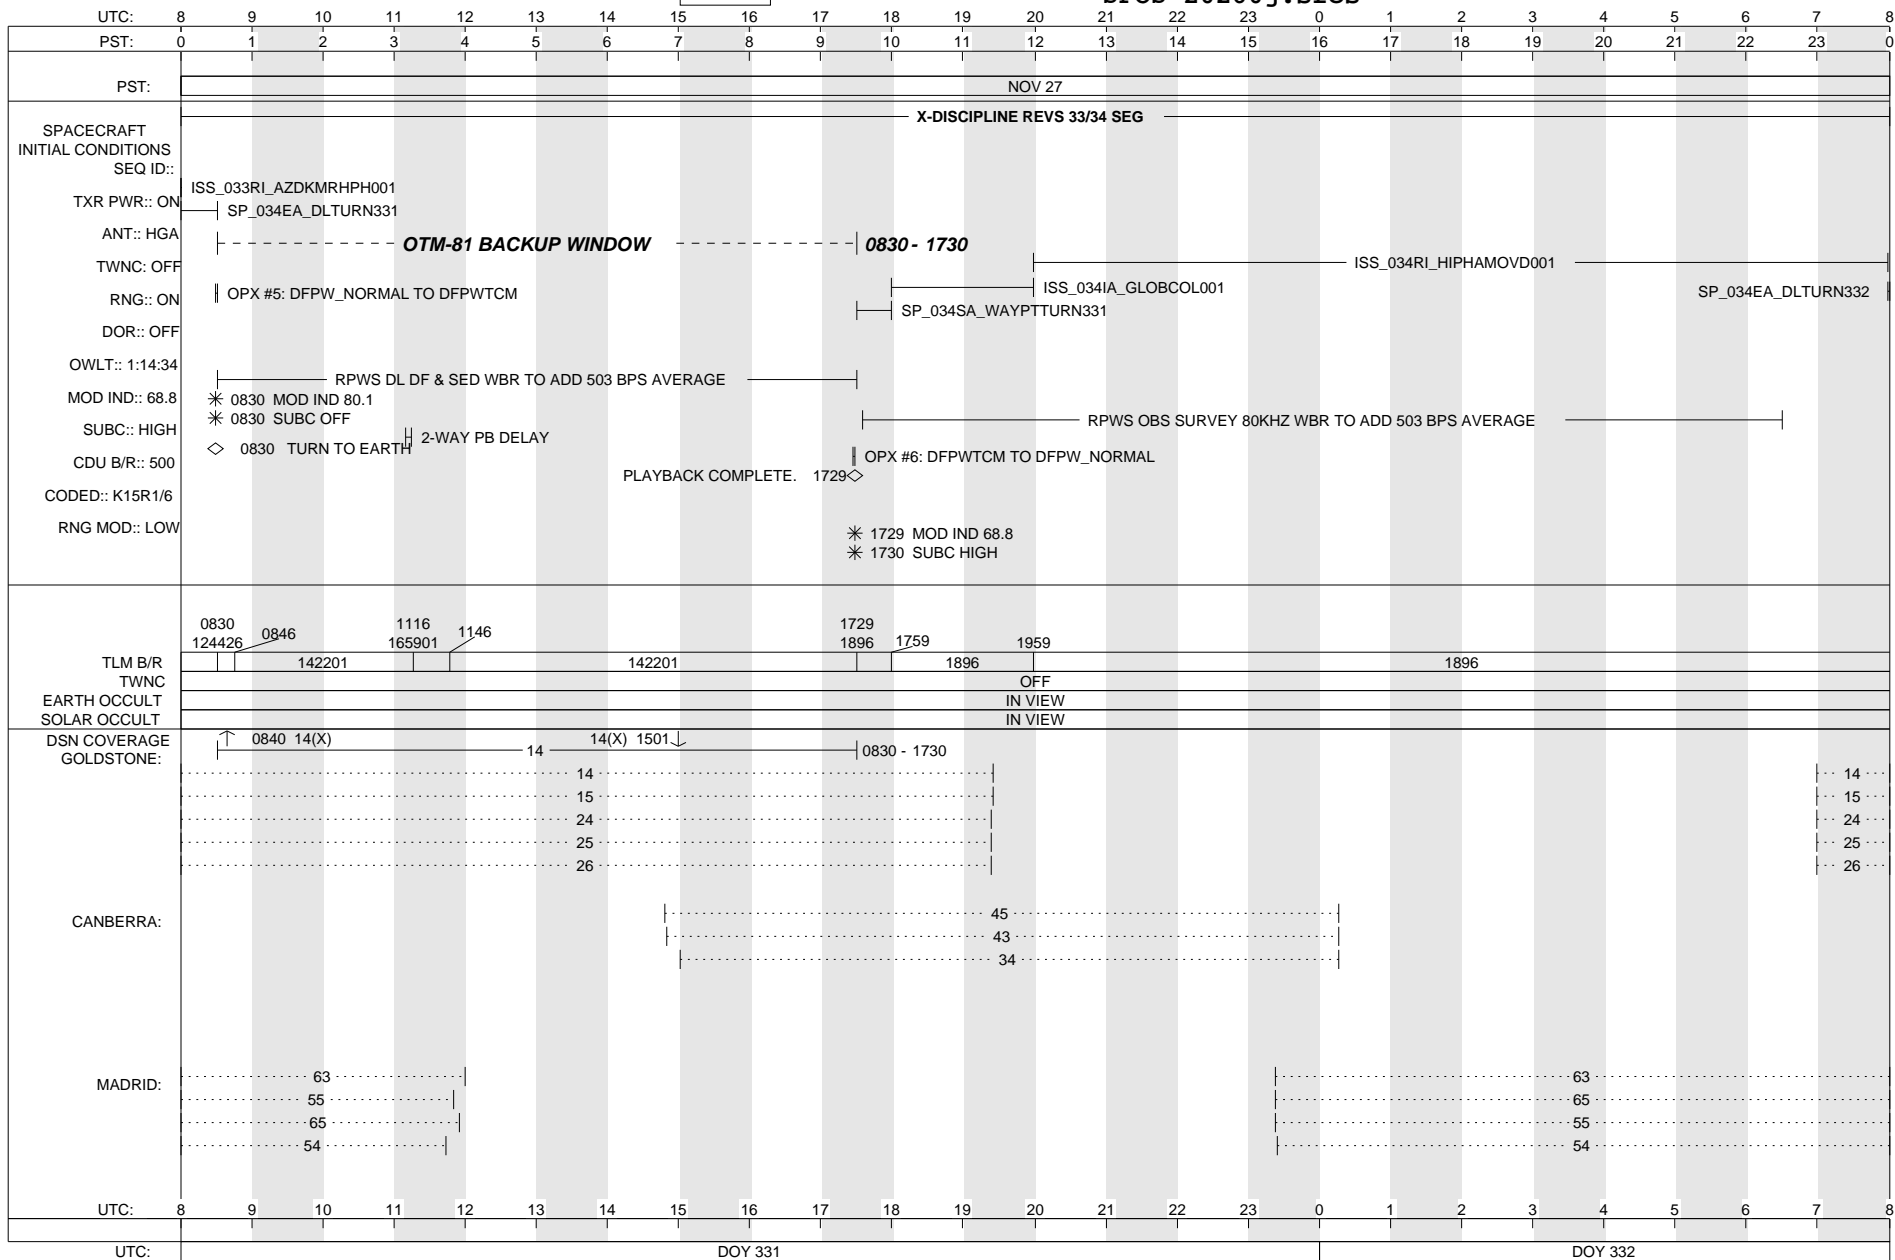 UTC: 8 9 10 11 12 13 14 15 16 17 18 19 20 21 22 23 0 1 2 3 4 5 6 7 8
PST: 0 1 2 3 4 5 6 7 8 9 10 11 12 13 14 15 16 17 18 19 20 21 22 23 0
PST: NOV 27
X-DISCIPLINE REVS 33/34 SEG
SPACECRAFT
INITIAL CONDITIONS
SEQ ID::
ISS_033RI_AZDKMRHPH001
TXR PWR:: ON
SP_034EA_DLTURN331
ANT:: HGA
OTM-81 BACKUP WINDOW 0830 - 1730
TWNC: OFF
ISS_034RI_HIPHAMOVD001
RNG:: ON
OPX #5: DFPW_NORMAL TO DFPWTCM
ISS_034IA_GLOBCOL001
SP_034EA_DLTURN332
SP_034SA_WAYPTTURN331
DOR:: OFF
OWLT:: 1:14:34
RPWS DL DF & SED WBR TO ADD 503 BPS AVERAGE
MOD IND:: 68.8
0830 MOD IND 80.1
0830 SUBC OFF
RPWS OBS SURVEY 80KHZ WBR TO ADD 503 BPS AVERAGE
SUBC:: HIGH
2-WAY PB DELAY
0830 TURN TO EARTH
CDU B/R:: 500
OPX #6: DFPWTCM TO DFPW_NORMAL
PLAYBACK COMPLETE. 1729
CODED:: K15R1/6
RNG MOD:: LOW
1729 MOD IND 68.8
1730 SUBC HIGH
0830 1116 1729
124426 0846 165901 1146 1896 1759 1959
TLM B/R 142201 142201 1896 1896
TWNC OFF
EARTH OCCULT IN VIEW
SOLAR OCCULT IN VIEW
DSN COVERAGE 0840 14(X) 14(X) 1501
GOLDSTONE: 14 0830 - 1730
14 14
15 15
24 24
25 25
26 26
CANBERRA:
45
43
34
MADRID:
63 63
55 65
65 55
54 54
UTC: 8 9 10 11 12 13 14 15 16 17 18 19 20 21 22 23 0 1 2 3 4 5 6 7 8
UTC: DOY 331 DOY 332